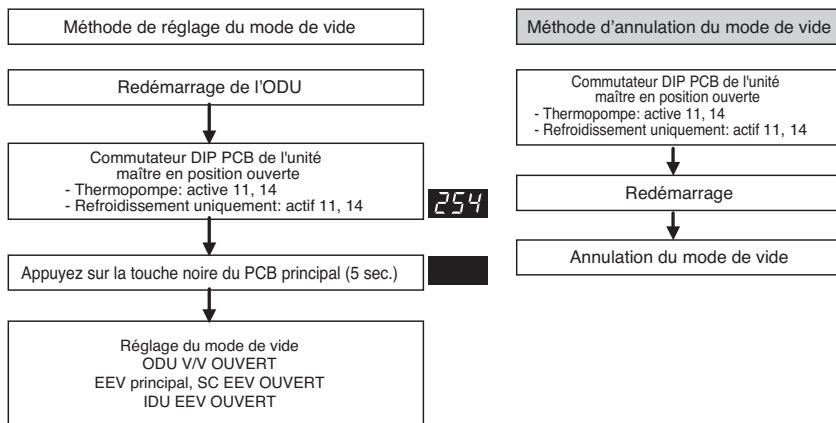 Méthode de réglage du mode de vide
Redémarrage de l'ODU
Commutateur DIP PCB de l'unité
maître en position ouverte
- Thermopompe: active 11, 14
- Refroidissement uniquement: actif 11, 14
254
Appuyez sur la touche noire du PCB principal (5 sec.)
Réglage du mode de vide
ODU V/V OUVERT
EEV principal, SC EEV OUVERT
IDU EEV OUVERT
Méthode d'annulation du mode de vide
Commutateur DIP PCB de l'unité
maître en position ouverte
- Thermopompe: active 11, 14
- Refroidissement uniquement: actif 11, 14
Redémarrage
Annulation du mode de vide